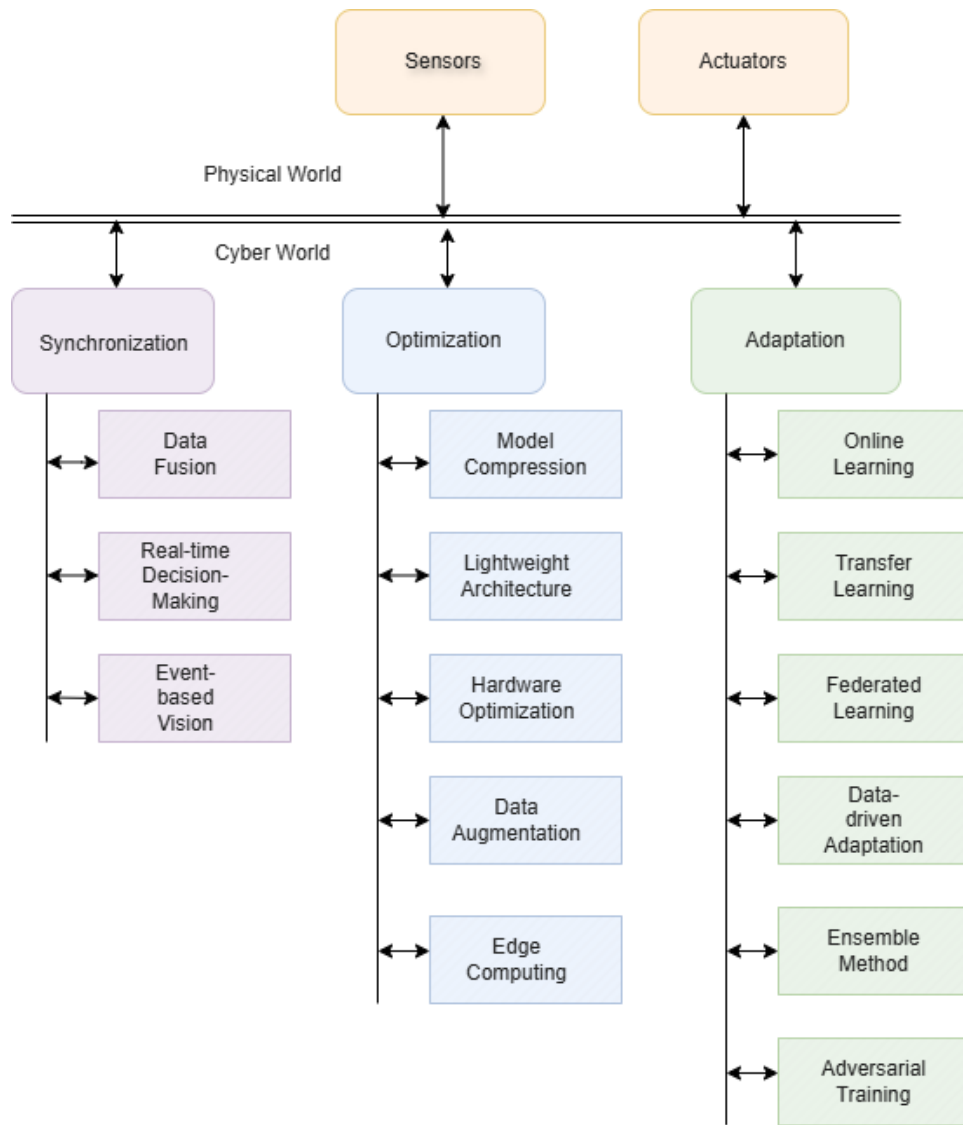 Sensors
Actuators
Physical World
Cyber World
Synchronization
Optimization
Adaptation
Data
Fusion
Real-time
Decision-
Making
Event-
based
Vision
Model
Compression
Lightweight
Architecture
Hardware
Optimization
Data
Augmentation
Edge
Computing
Online
Learning
Transfer
Learning
Federated
Learning
Data-
driven
Adaptation
Ensemble
Method
Adversarial
Training